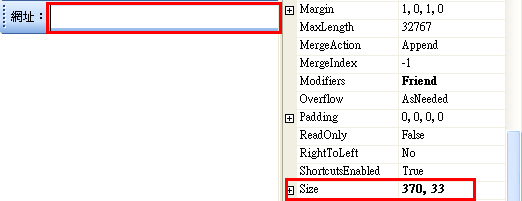 網址：
Margin 1, 0, 1, 0
MaxLength 32767
MergeAction Append
MergeIndex -1
Modifiers Friend
Overflow AsNeeded
Padding 0, 0, 0, 0
ReadOnly False
RightToLeft No
ShortcutsEnabled True
Size 370, 33